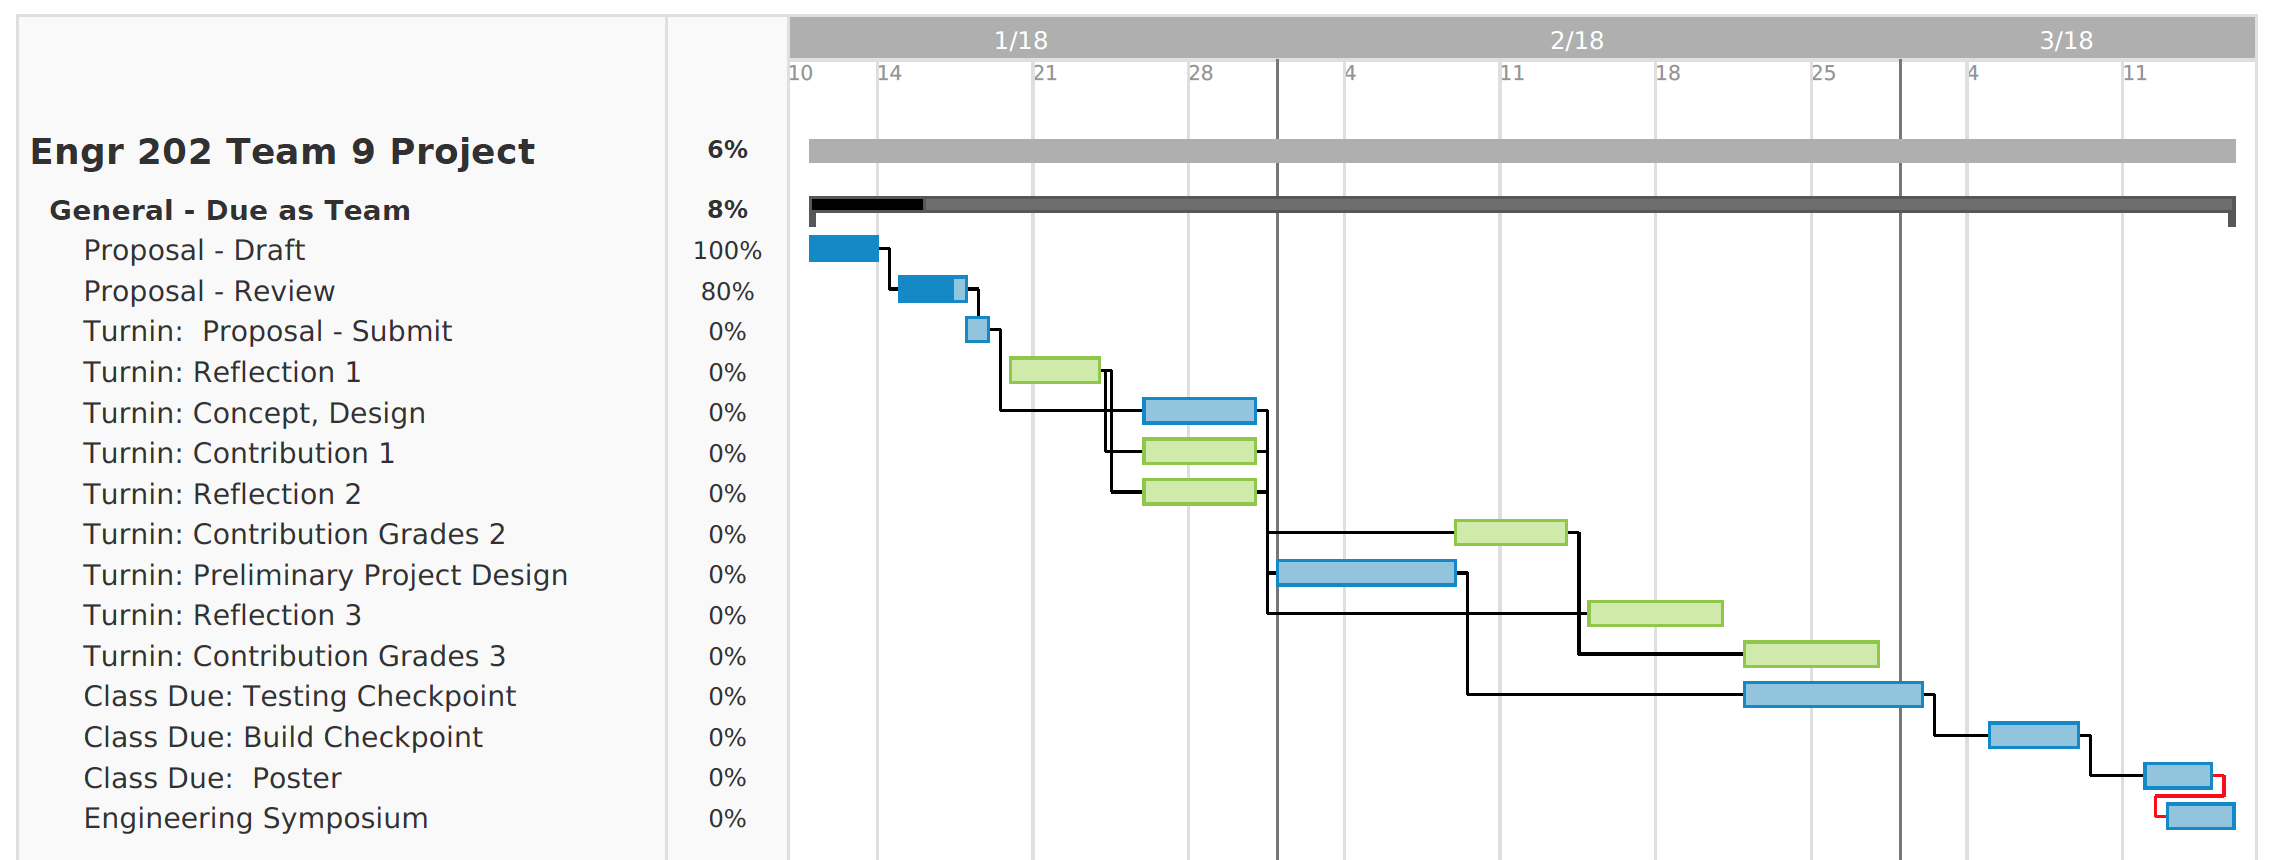 1/18 2/18 3/18
10 14 21 28 4 11 18 25 4 11
Engr 202 Team 9 Project 6%
General - Due as Team 8%
Proposal - Draft 100%
Proposal - Review 80%
Turnin:  Proposal - Submit 0%
Turnin: Reflection 1 0%
Turnin: Concept, Design 0%
Turnin: Contribution 1 0%
Turnin: Reflection 2 0%
Turnin: Contribution Grades 2 0%
Turnin: Preliminary Project Design 0%
Turnin: Reflection 3 0%
Turnin: Contribution Grades 3 0%
Class Due: Testing Checkpoint 0%
Class Due: Build Checkpoint 0%
Class Due:  Poster 0%
Engineering Symposium 0%